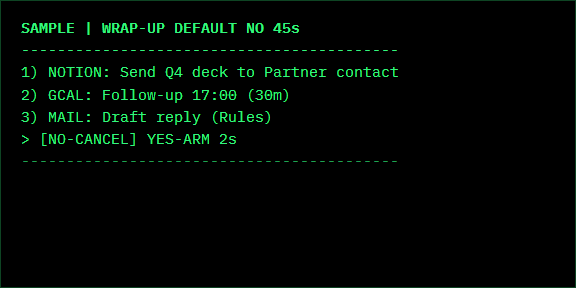 SAMPLE | WRAP-UP DEFAULT NO 45s
------------------------------------------
1) NOTION: Send Q4 deck to Partner contact
2) GCAL: Follow-up 17:00 (30m)
3) MAIL: Draft reply (Rules)
> [NO-CANCEL] YES-ARM 2s
------------------------------------------